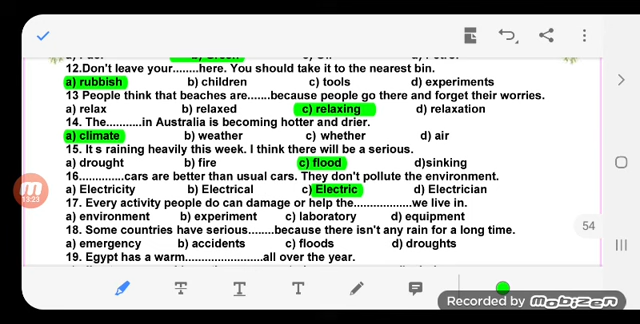 12.Don't leave your........here. You should take it to the nearest bin.
a) rubbish b) children c) tools d) experiments
13 People think that beaches are.......because people go there and forget their worries.
a) relax b) relaxed c) relaxing d) relaxation
14. The...........in Australia is becoming hotter and drier.
a) climate b) weather c) whether d) air
15. It s raining heavily this week. I think there will be a serious.
a) drought b) fire c) flood d)sinking
16..............cars are better than usual cars. They don't pollute the environment.
a) Electricity b) Electrical c) Electric d) Electrician
17. Every activity people do can damage or help the..................we live in.
a) environment b) experiment c) laboratory d) equipment
18. Some countries have serious........because there isn't any rain for a long time.
a) emergency b) accidents c) floods d) droughts
19. Egypt has a warm........................all over the year.
13:23
54
Recorded by Mobizen